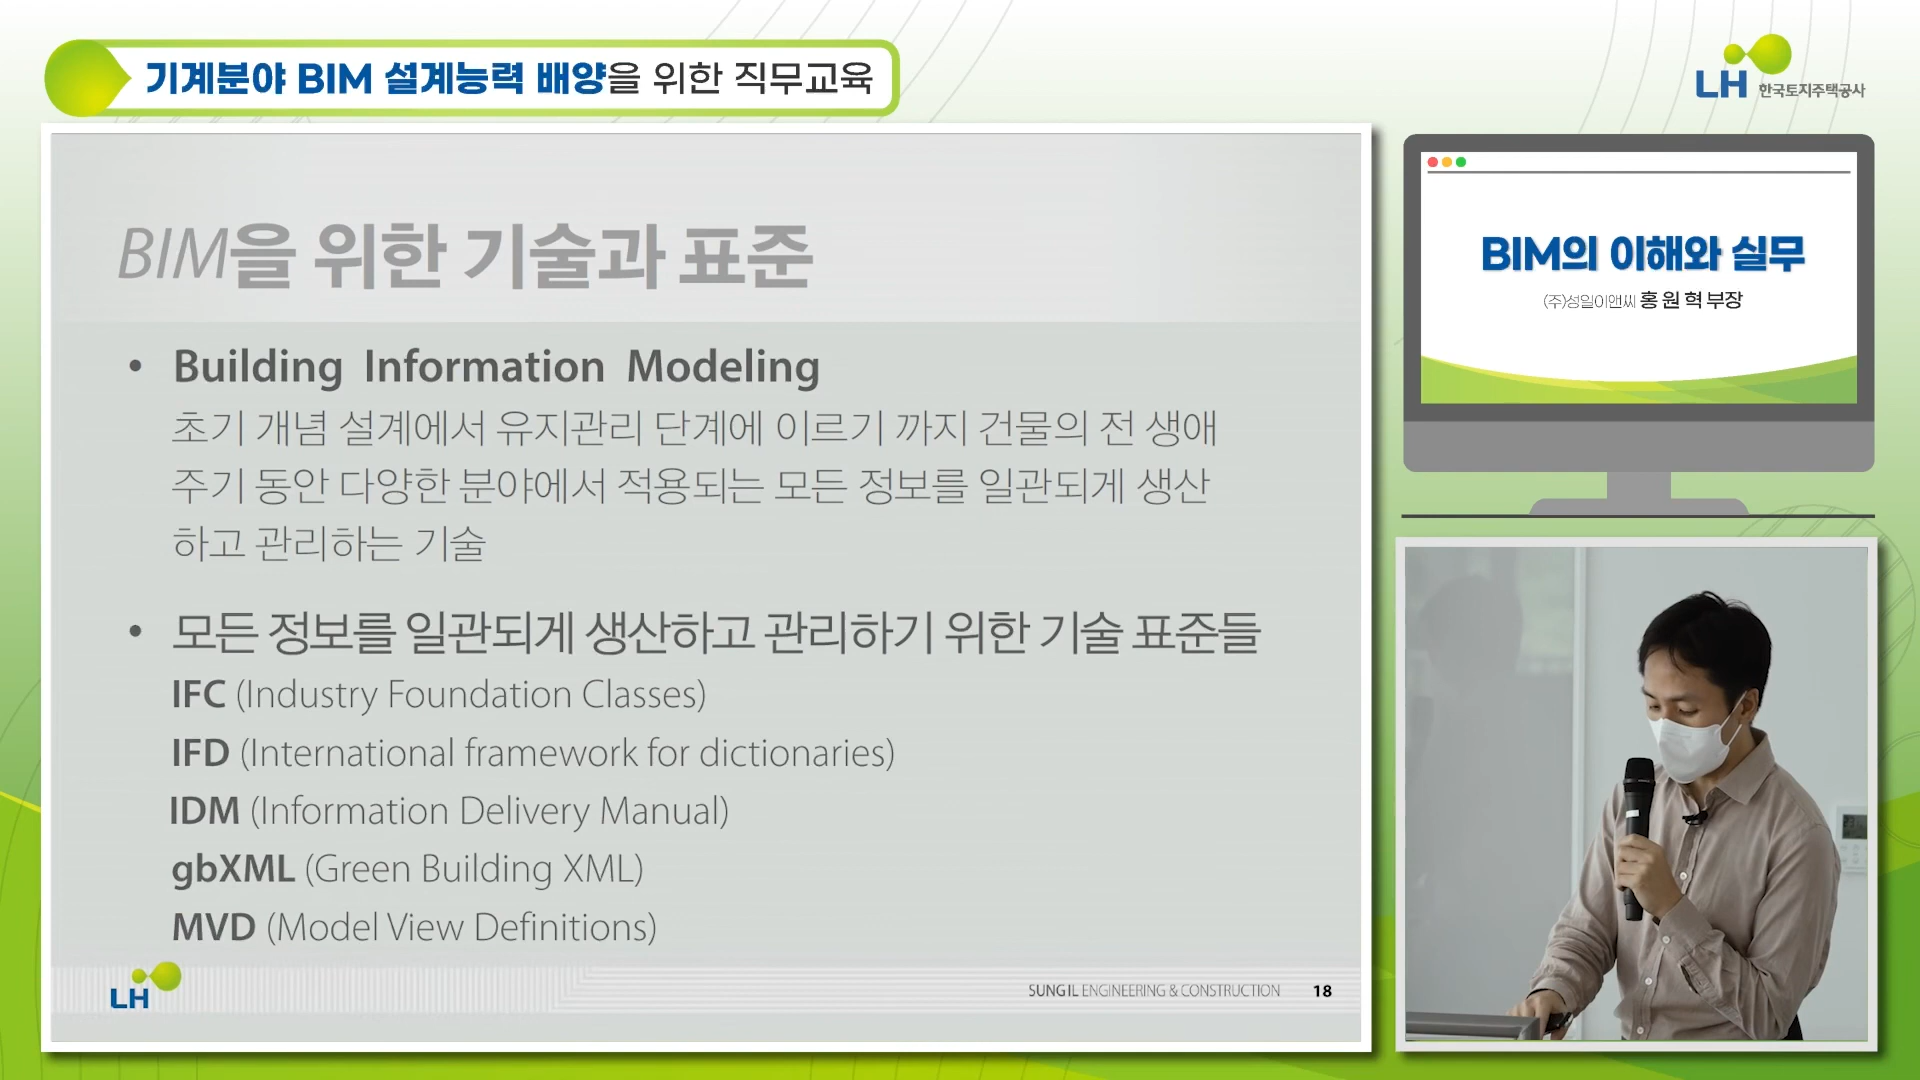 기계분야 BIM 설계능력 배양을 위한 직무교육
LH 한국토지주택공사
BIM을 위한 기술과 표준
• Building Information Modeling
초기 개념 설계에서 유지관리 단계에 이르기 까지 건물의 전 생애
주기 동안 다양한 분야에서 적용되는 모든 정보를 일관되게 생산
하고 관리하는 기술
• 모든 정보를 일관되게 생산하고 관리하기 위한 기술 표준들
IFC (Industry Foundation Classes)
IFD (International framework for dictionaries)
IDM (Information Delivery Manual)
gbXML (Green Building XML)
MVD (Model View Definitions)
LH
SUNG IL ENGINEERING & CONSTRUCTION 18
BIM의 이해와 실무
(주)성일이앤씨 홍 원 혁 부장